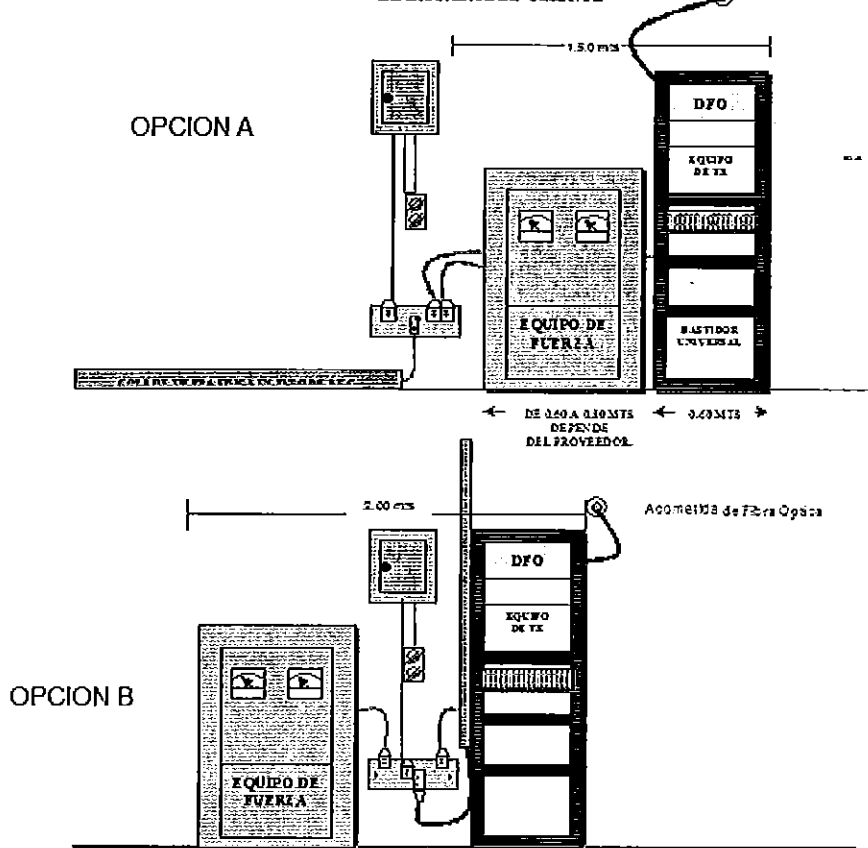 1.50 mts
OPCION A
DFO
EQUIPO
DE TX
EQUIPO DE
FUERZA
BASTIDOR
UNIVERSAL
DE 0.60 A 0.80 MTS
DEPENDE
DEL PROVEEDOR.
0.60 MTS
2.00 mts
Acometida de Fibra Optica
DFO
EQUIPO
DE TX
OPCION B
EQUIPO DE
FUERZA